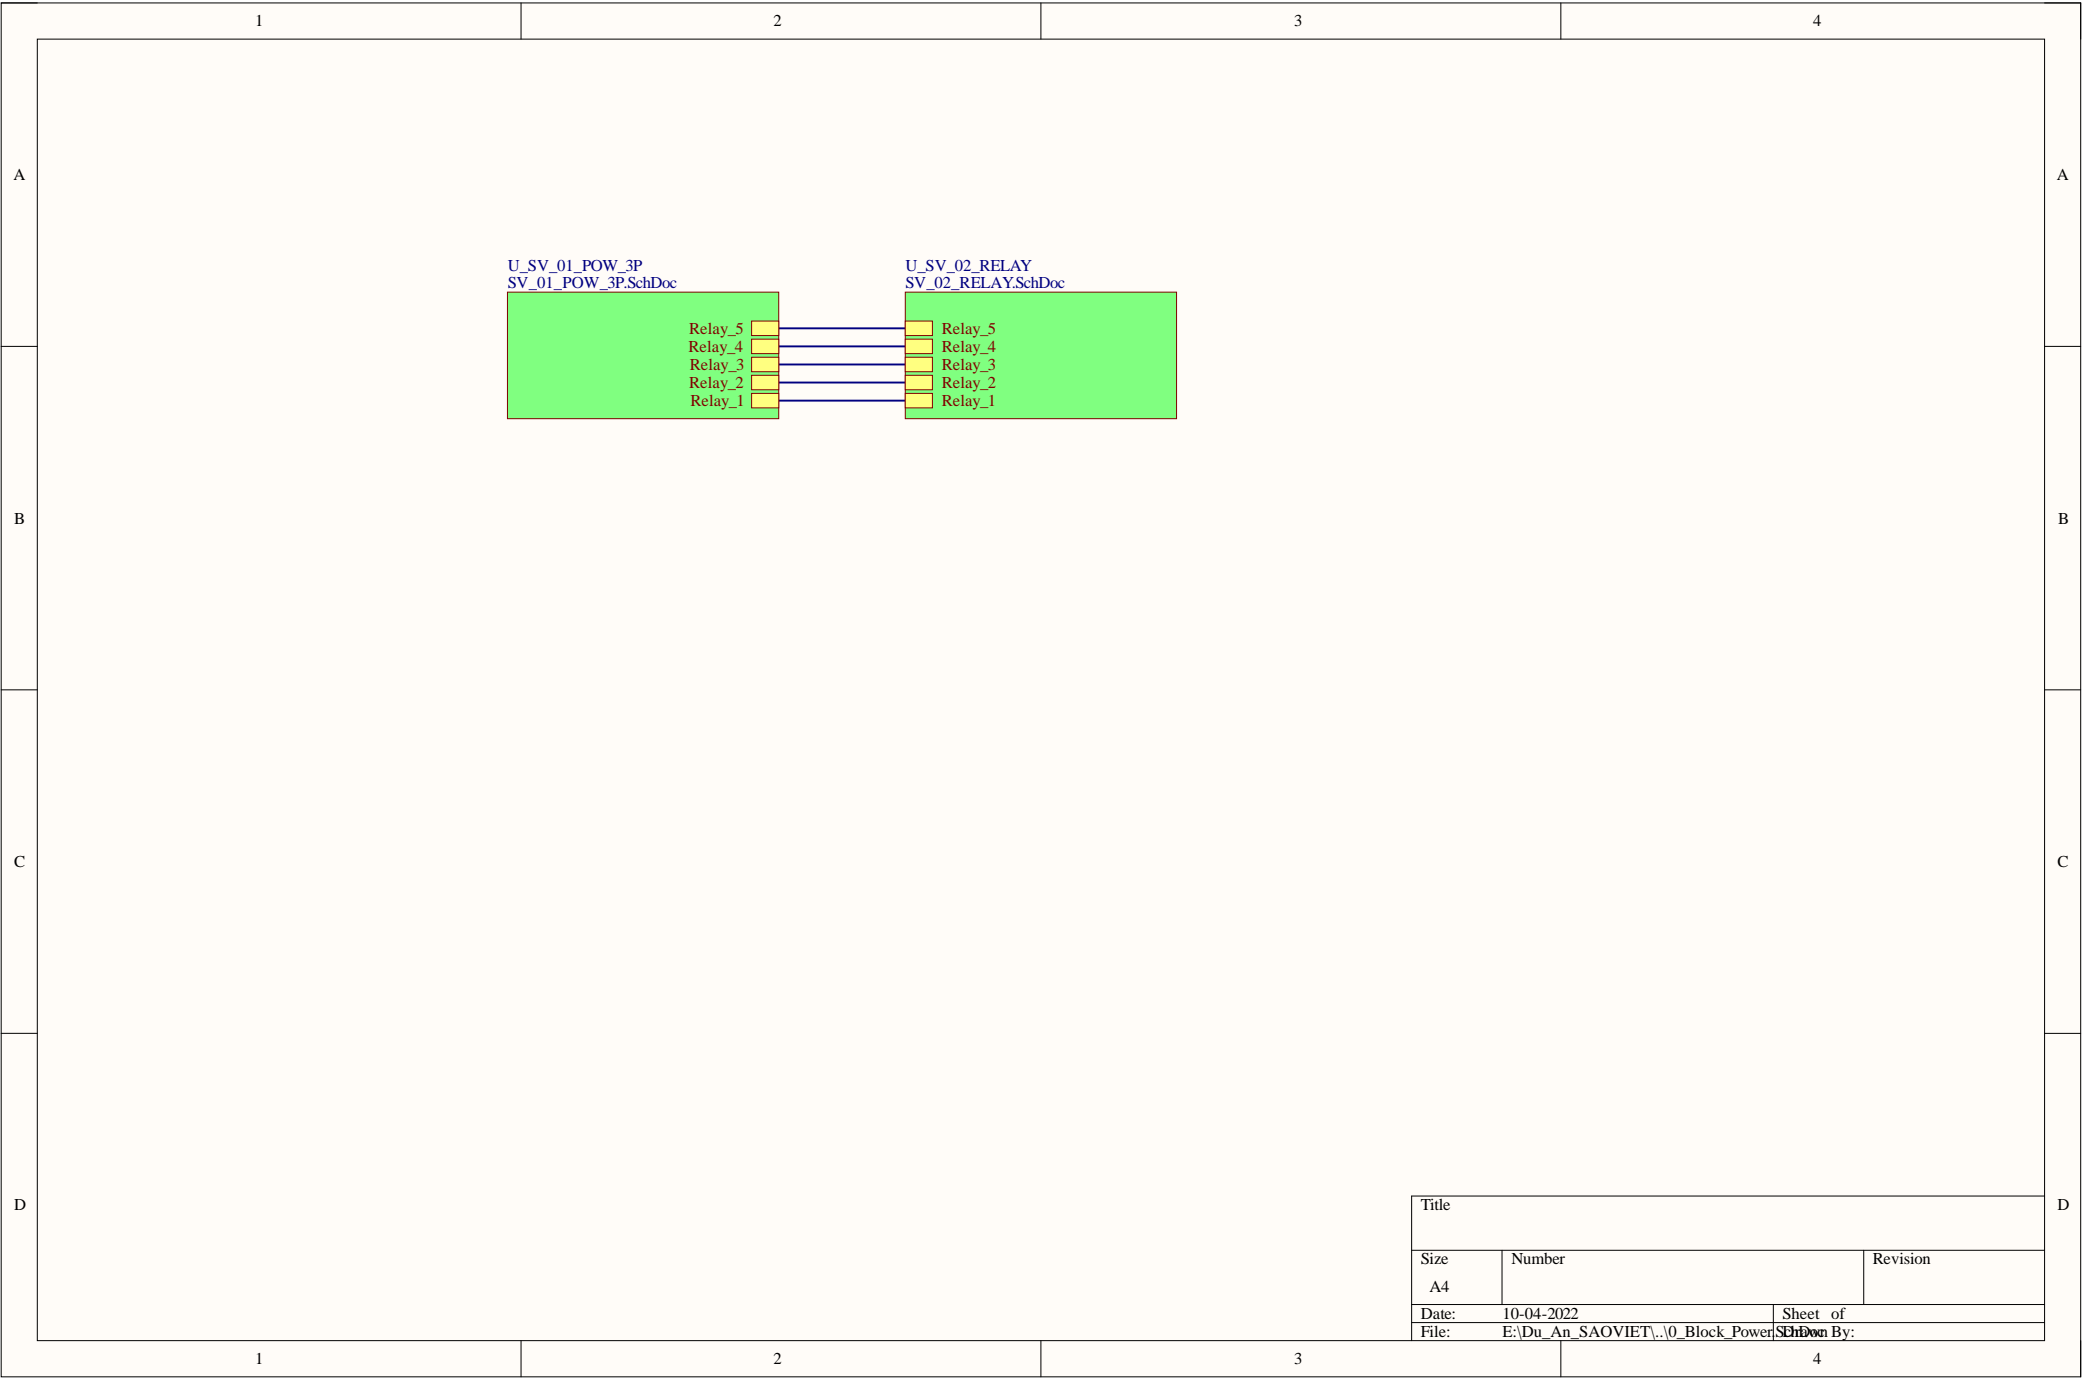 1 2 3 4
A A
U_SV_01_POW_3P U_SV_02_RELAY
SV_01_POW_3P.SchDoc SV_02_RELAY.SchDoc
Relay_5 Relay_5
Relay_4 Relay_4
Relay_3 Relay_3
Relay_2 Relay_2
Relay_1 Relay_1
B B
C C
D D
Title
Size Number Revision
A4
Date: 10-04-2022 Sheet of
File: E:\Du_An_SAOVIET\..\0_Block_Power.SchDoc Drawn By:
1 2 3 4